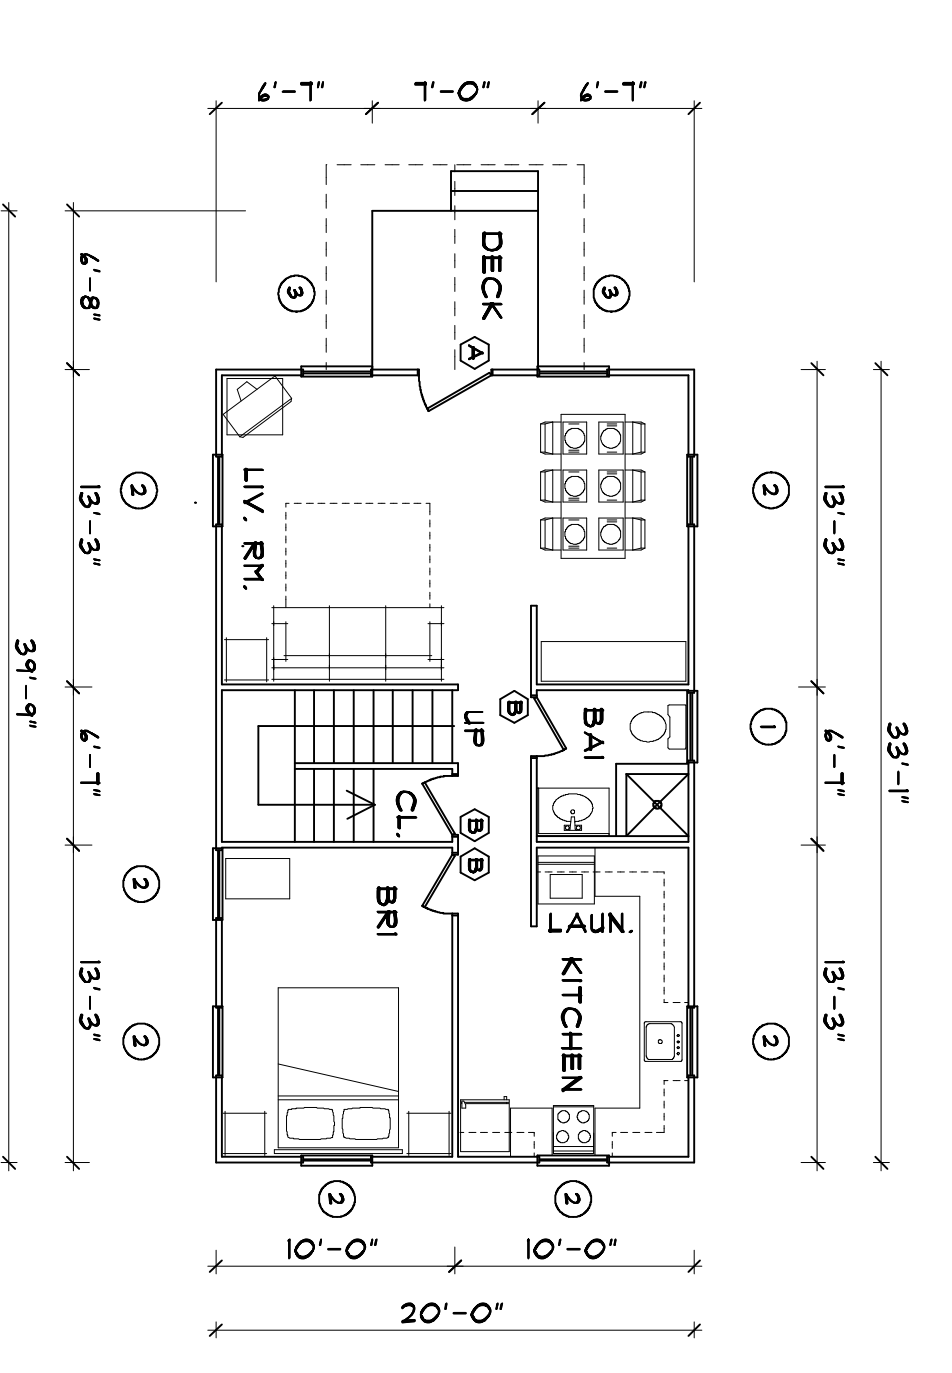 6'-7"
7'-0"
6'-7"
6'-8"
3
DECK
3
A
2
13'-3"
LIV. RM.
2
13'-3"
39'-9"
6'-7"
UP
B
BA1
1
6'-7"
33'-1"
CL.
B
B
2
BR1
LAUN.
KITCHEN
13'-3"
2
2
13'-3"
2
2
10'-0"
10'-0"
20'-0"